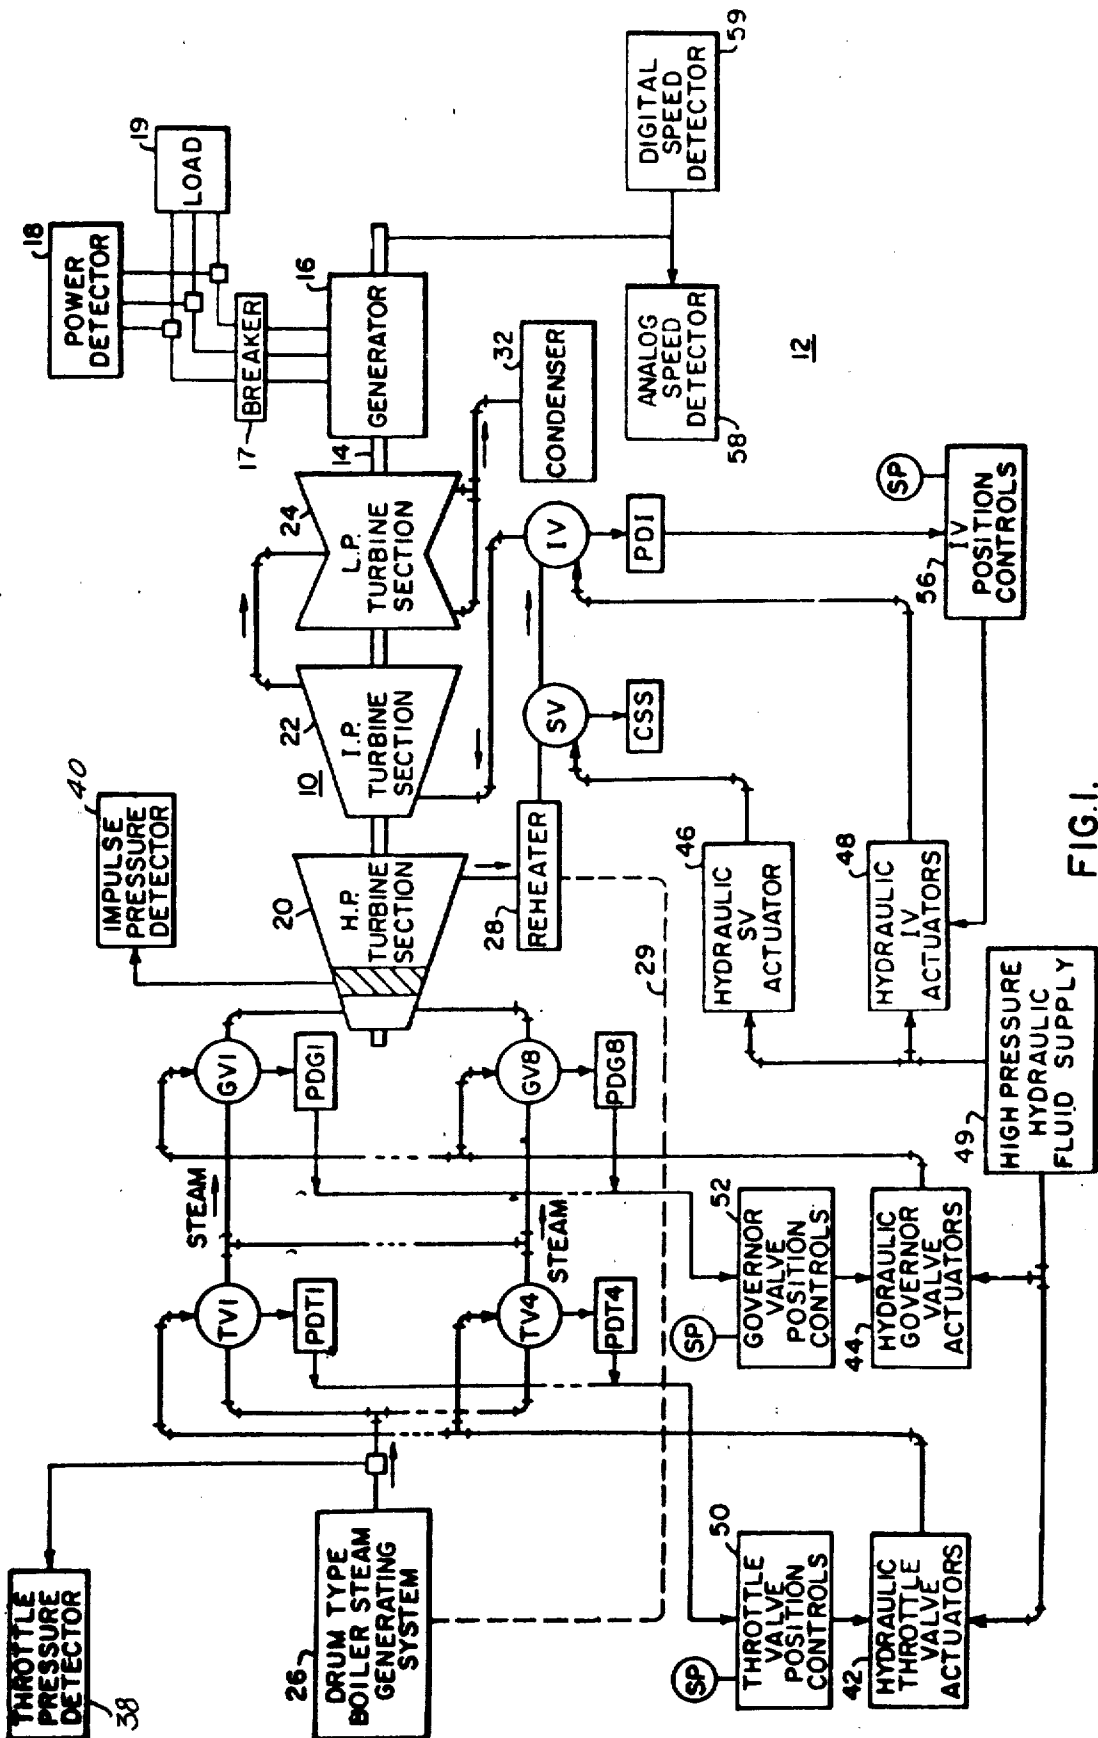 THROTTLE
PRESSURE
DETECTOR
38
IMPULSE
PRESSURE
DETECTOR
40
POWER
DETECTOR
18
LOAD
19
BREAKER
17
26
DRUM TYPE
BOILER STEAM
GENERATING
SYSTEM
TV1
PDT1
TV4
PDT4
STEAM
STEAM
GV1
PDG1
GV8
PDG8
20
H.P.
TURBINE
SECTION
10
22
I.P.
TURBINE
SECTION
24
L.P.
TURBINE
SECTION
14
GENERATOR
16
28
REHEATER
29
SV
CSS
IV
PDI
CONDENSER
32
ANALOG
SPEED
DETECTOR
58
DIGITAL
SPEED
DETECTOR
59
12
SP
50
THROTTLE
VALVE
POSITION
CONTROLS
42
HYDRAULIC
THROTTLE
VALVE
ACTUATORS
SP
52
GOVERNOR
VALVE
POSITION
CONTROLS
44
HYDRAULIC
GOVERNOR
VALVE
ACTUATORS
46
HYDRAULIC
SV
ACTUATOR
48
HYDRAULIC
IV
ACTUATORS
49
HIGH PRESSURE
HYDRAULIC
FLUID SUPPLY
SP
56
IV
POSITION
CONTROLS
FIG.1.